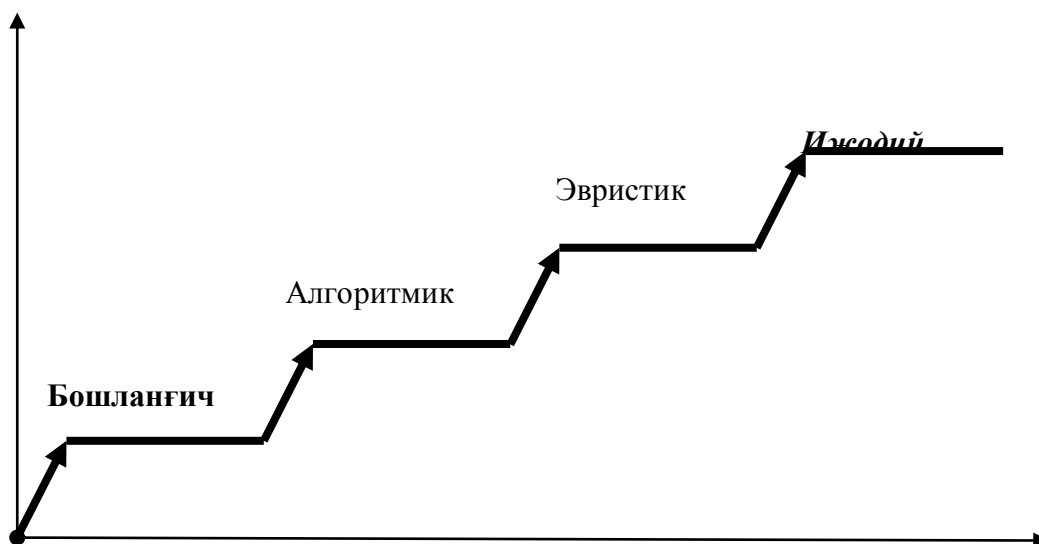 Ижодий
Эвристик
Алгоритмик
Бошланғич